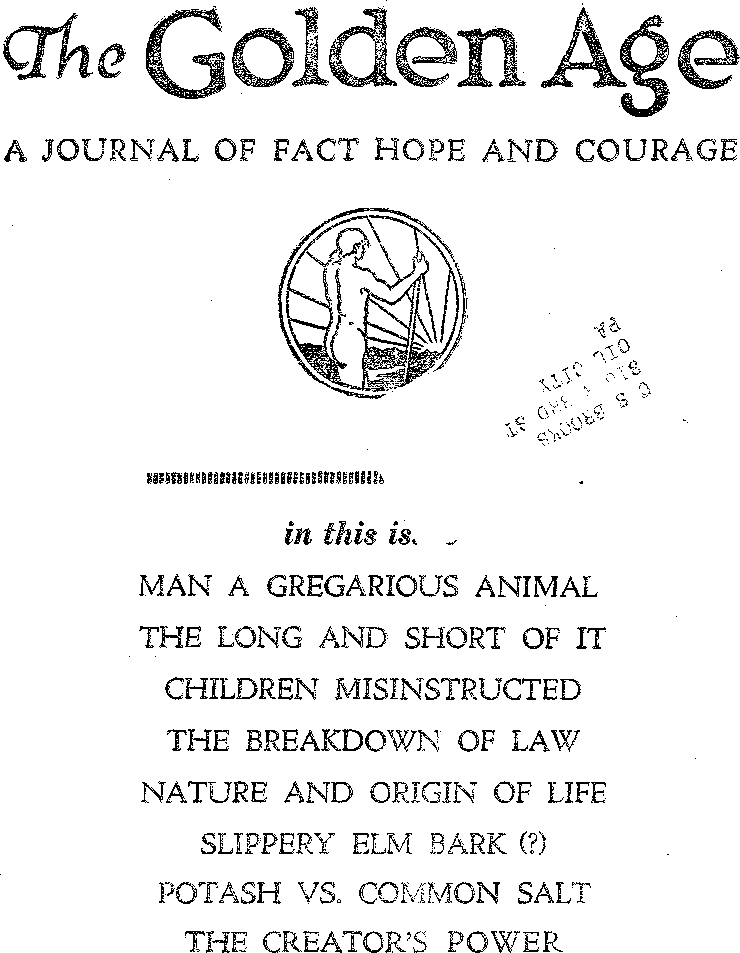 The Golden Age
A JOURNAL OF FACT HOPE AND COURAGE
C S BROOKS
3RD ST
OIL CITY
PA
in this is
MAN A GREGARIOUS ANIMAL
THE LONG AND SHORT OF IT
CHILDREN MISINSTRUCTED
THE BREAKDOWN OF LAW
NATURE AND ORIGIN OF LIFE
SLIPPERY ELM BARK (?)
POTASH VS. COMMON SALT
THE CREATOR'S POWER